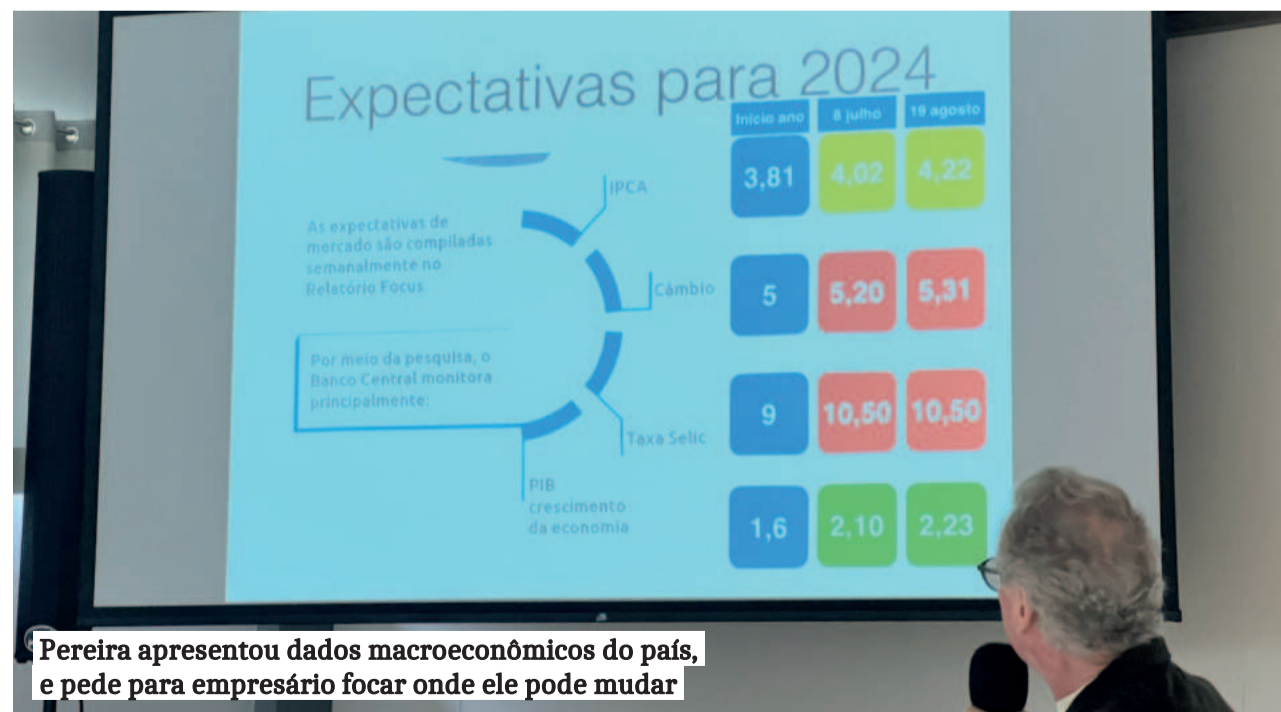 Expectativas para 2024
Início ano
8 julho
19 agosto
IPCA
3,81
4,02
4,22
As expectativas de
mercado são compiladas
semanalmente no
Relatório Focus
Câmbio
5
5,20
5,31
Por meio da pesquisa, o
Banco Central monitora
principalmente:
Taxa Selic
9
10,50
10,50
PIB
crescimento
da economia
1,6
2,10
2,23
Pereira apresentou dados macroeconômicos do país,
e pede para empresário focar onde ele pode mudar